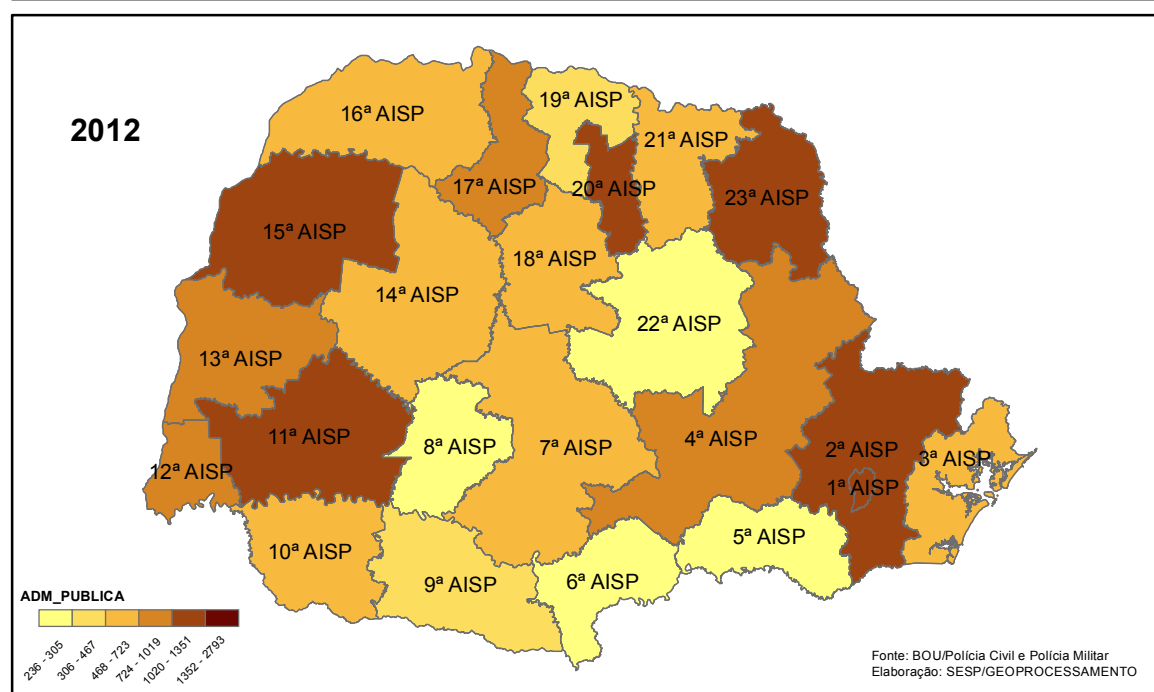 2012
16ª AISP
19ª AISP
21ª AISP
17ª AISP
20ª AISP
23ª AISP
15ª AISP
18ª AISP
14ª AISP
22ª AISP
13ª AISP
11ª AISP
8ª AISP
7ª AISP
4ª AISP
2ª AISP
3ª AISP
12ª AISP
1ª AISP
5ª AISP
10ª AISP
9ª AISP
6ª AISP
ADM_PUBLICA
236 - 305
306 - 467
468 - 723
724 - 1019
1020 - 1351
1352 - 2793
Fonte: BOU/Polícia Civil e Polícia Militar
Elaboração: SESP/GEOPROCESSAMENTO